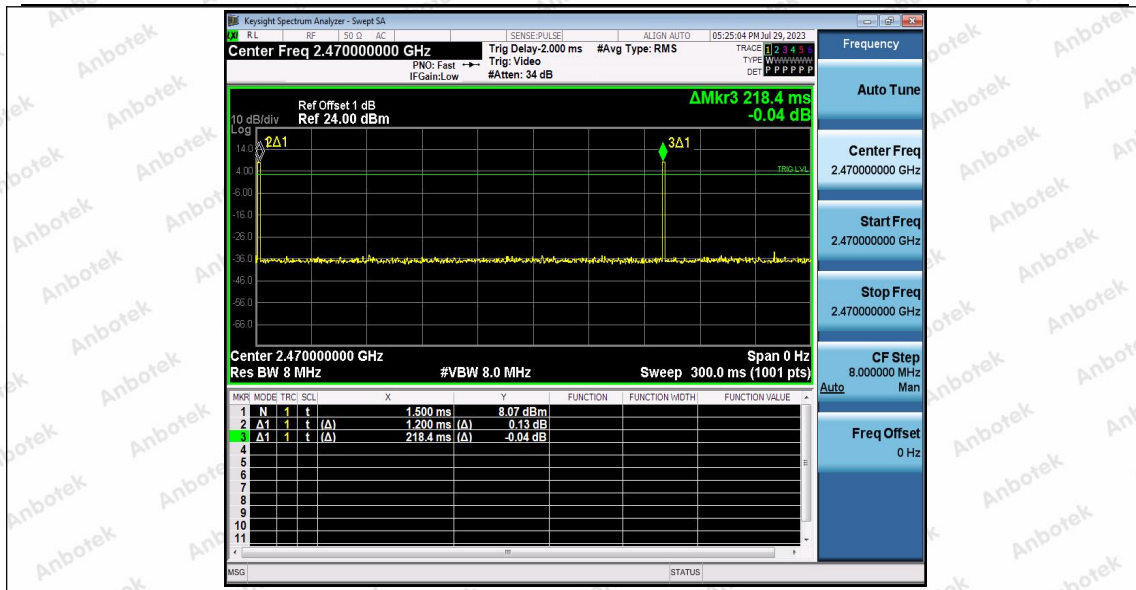 Keysight Spectrum Analyzer - Swept SA
LXI RL RF 50 Ω AC SENSE:PULSE ALIGN AUTO 05:25:04 PM Jul 29, 2023
Center Freq 2.470000000 GHz Trig Delay-2.000 ms #Avg Type: RMS TRACE 1 2 3 4 5 6
PNO: Fast Trig: Video TYPE WWWWWW
IFGain:Low #Atten: 34 dB DET P P P P P P
Frequency
Auto Tune
ΔMkr3 218.4 ms
-0.04 dB
Ref Offset 1 dB
10 dB/div Ref 24.00 dBm
Log
14.0
4.00
-6.00
-16.0
-26.0
-36.0
-46.0
-56.0
-66.0
2Δ1
3Δ1
TRIG LVL
Center 2.470000000 GHz Span 0 Hz
Res BW 8 MHz #VBW 8.0 MHz Sweep 300.0 ms (1001 pts)
Center Freq
2.470000000 GHz
Start Freq
2.470000000 GHz
Stop Freq
2.470000000 GHz
CF Step
8.000000 MHz
Auto Man
Freq Offset
0 Hz
MKR MODE TRC SCL X Y FUNCTION FUNCTION WIDTH FUNCTION VALUE
1 N 1 t 1.500 ms 8.07 dBm
2 Δ1 1 t (Δ) 1.200 ms (Δ) 0.13 dB
3 Δ1 1 t (Δ) 218.4 ms (Δ) -0.04 dB
4
5
6
7
8
9
10
11
MSG STATUS
Anbotek